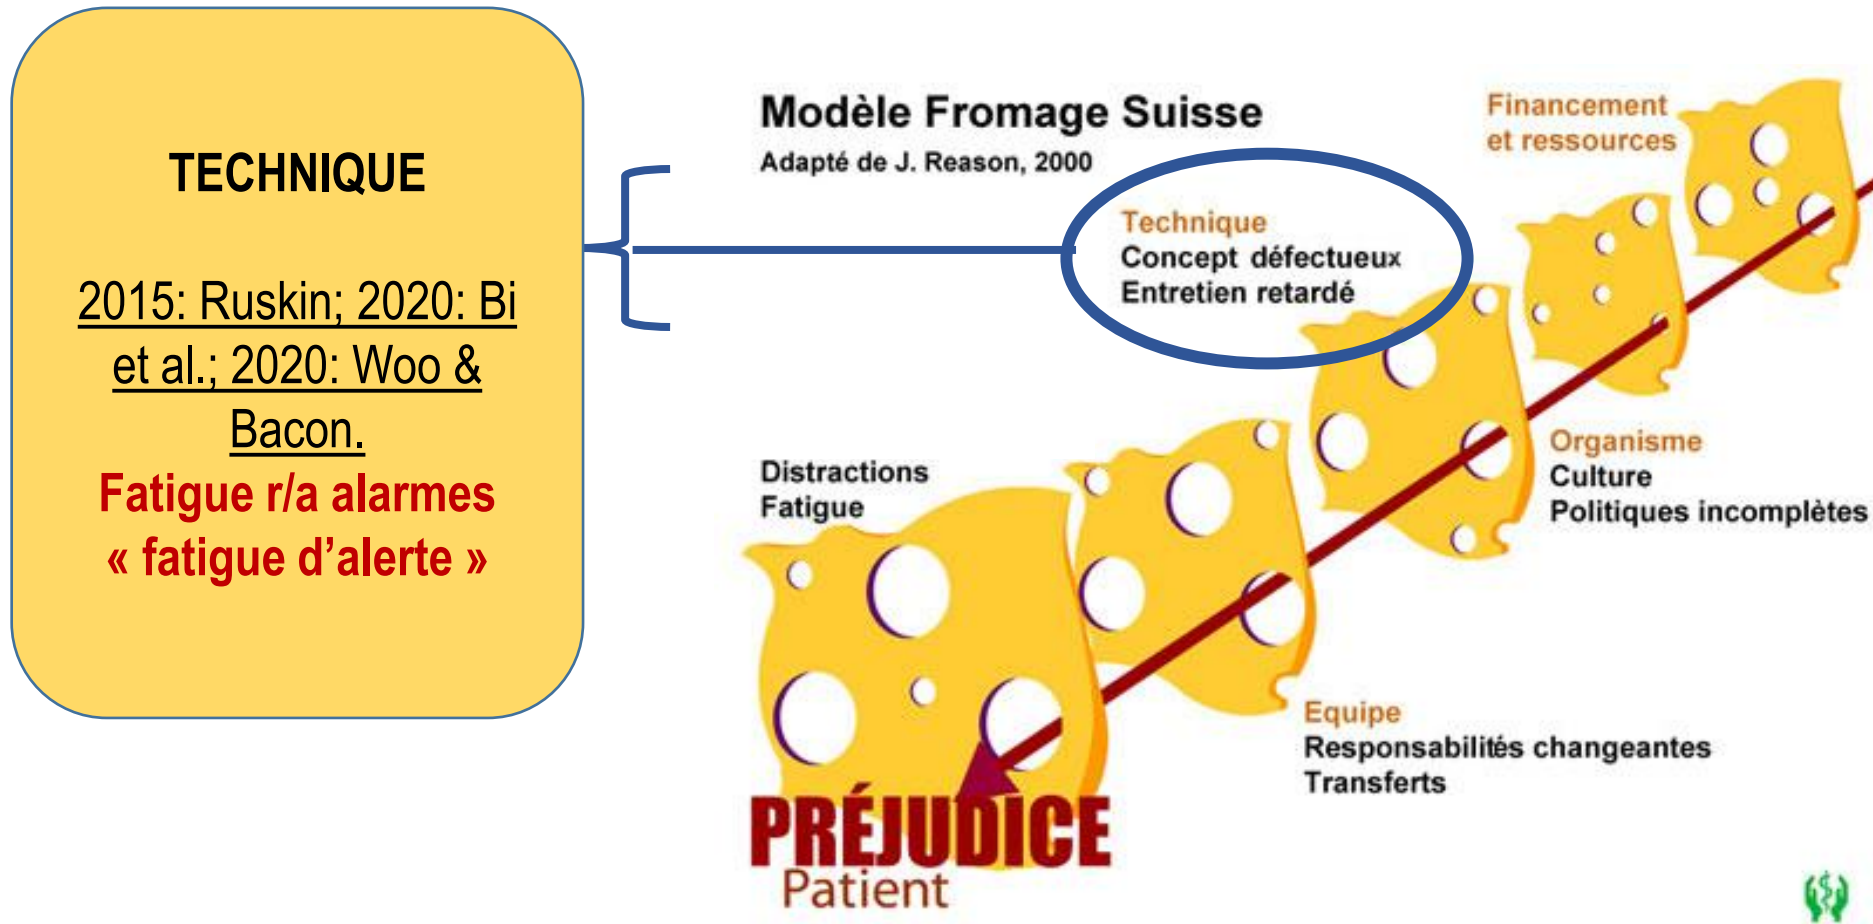 TECHNIQUE
2015: Ruskin; 2020: Bi
et al.; 2020: Woo &
Bacon.
Fatigue r/a alarmes
« fatigue d’alerte »
Modèle Fromage Suisse
Adapté de J. Reason, 2000
Technique
Concept défectueux
Entretien retardé
Financement
et ressources
Organisme
Culture
Politiques incomplètes
Distractions
Fatigue
Equipe
Responsabilités changeantes
Transferts
PRÉJUDICE
Patient